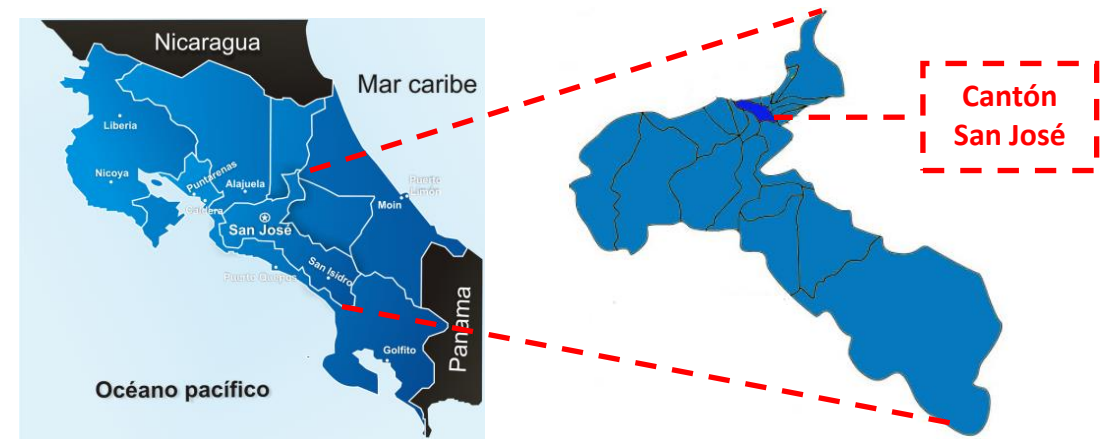 Nicaragua
Mar caribe
Liberia
Nicoya
Puntarenas
Alajuela
Caldera
Puerto
Limón
Moin
San José
San Isidro
Puerto Quepos
Golfito
Panama
Océano pacífico
Cantón
San José